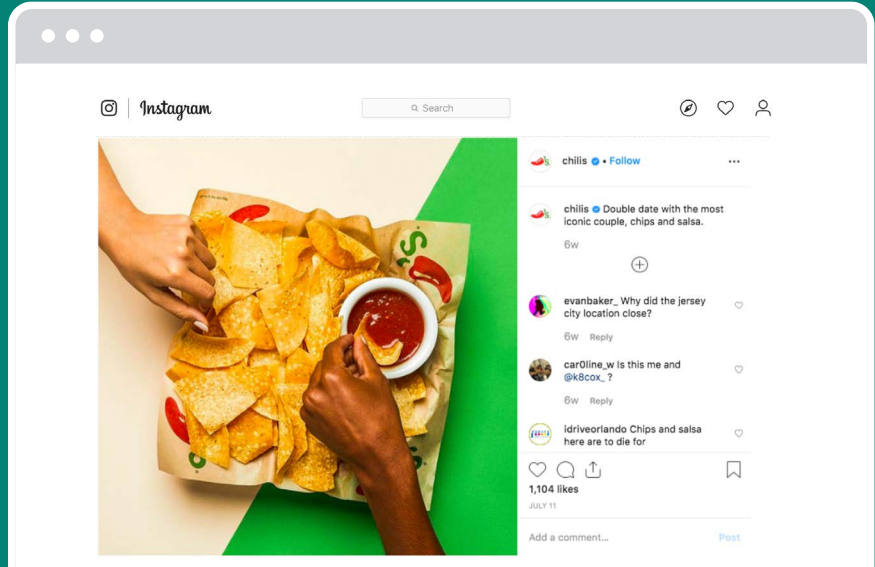 Instagram
Search
chilis • Follow
chilis Double date with the most
iconic couple, chips and salsa.
6w
evanbaker_ Why did the jersey
city location close?
6w Reply
car0line_w Is this me and
@k8cox_ ?
6w Reply
idriveorlando Chips and salsa
here are to die for
1,104 likes
JULY 11
Add a comment...
Post